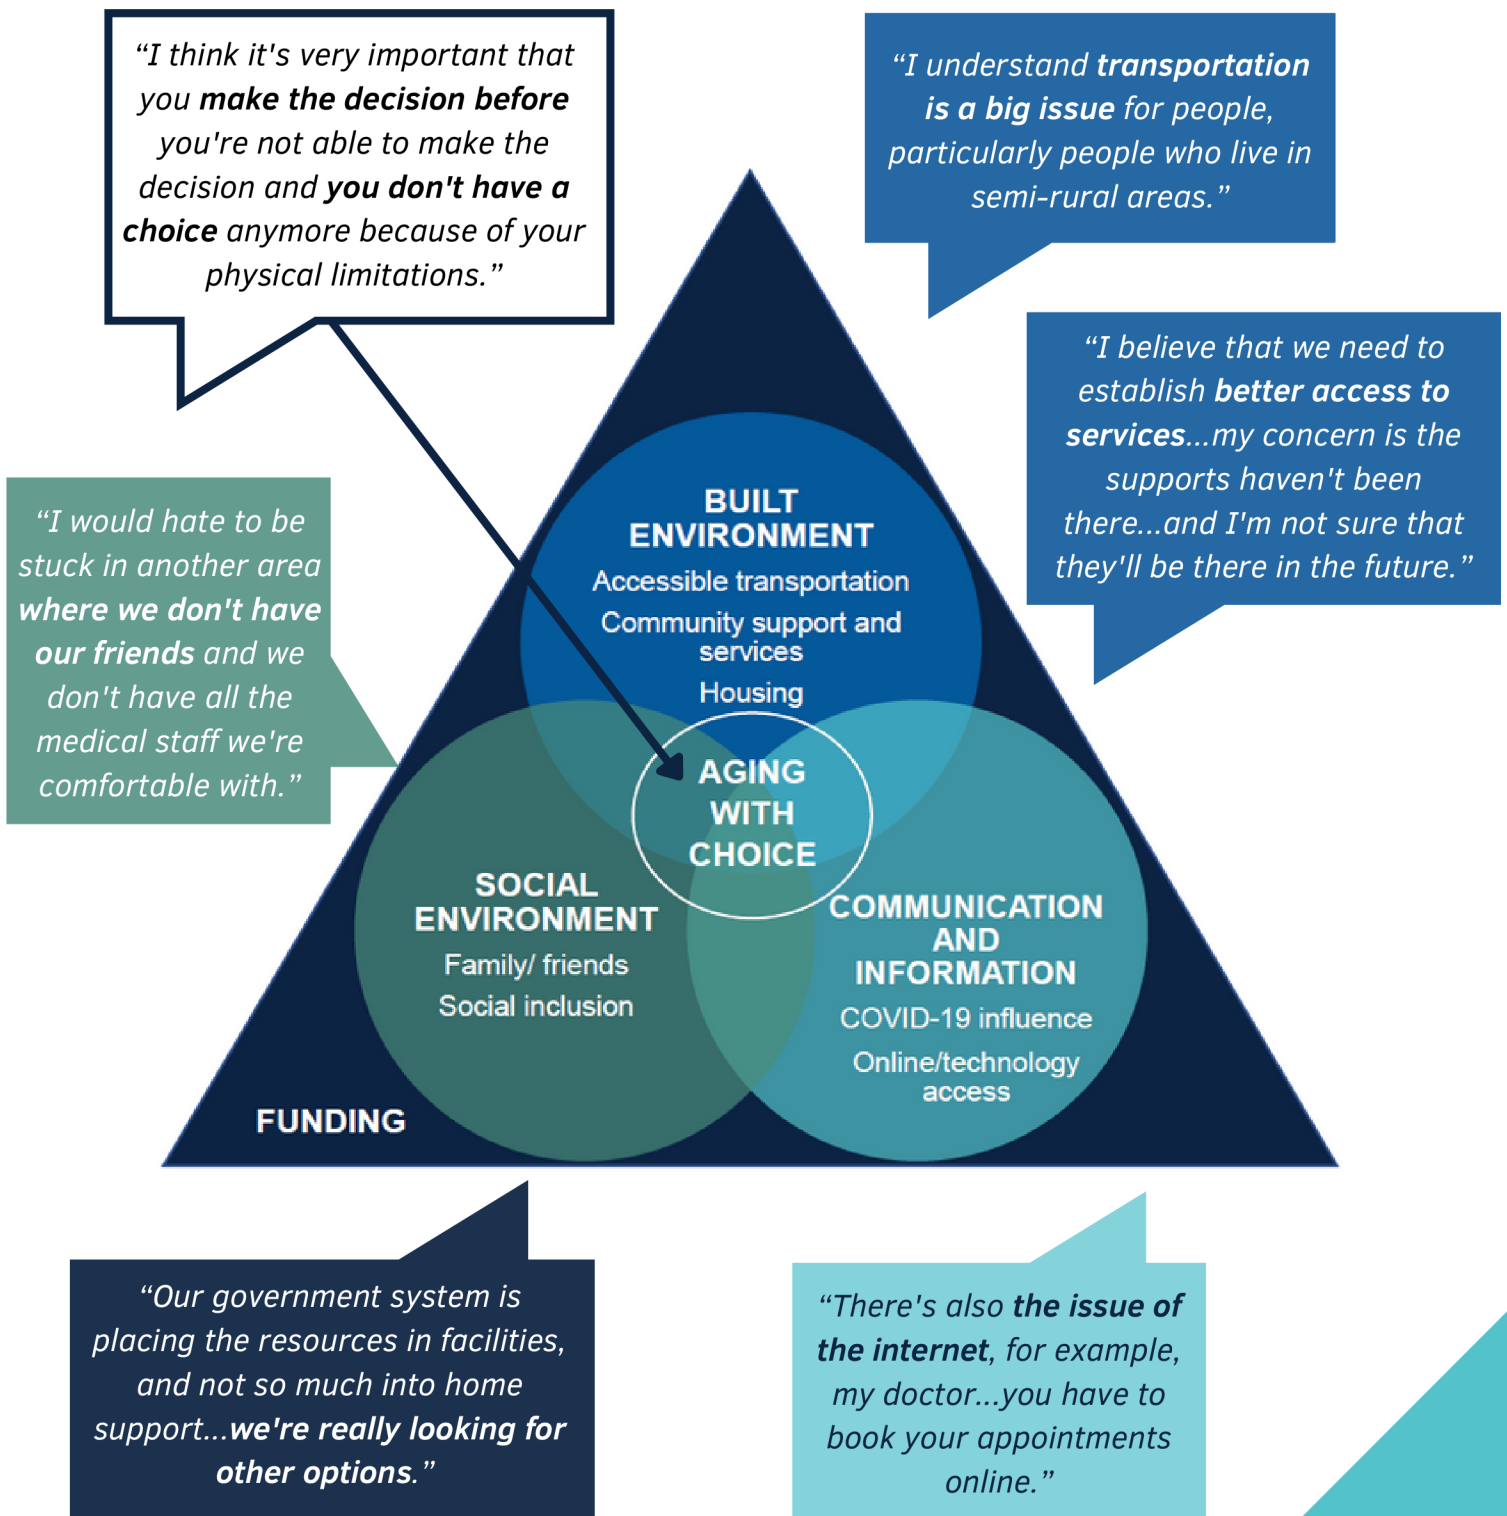 “I think it's very important that
you make the decision before
you're not able to make the
decision and you don't have a
choice anymore because of your
physical limitations.”
“I understand transportation
is a big issue for people,
particularly people who live in
semi-rural areas.”
“I believe that we need to
establish better access to
services...my concern is the
supports haven't been
there...and I'm not sure that
they'll be there in the future.”
“I would hate to be
stuck in another area
where we don't have
our friends and we
don't have all the
medical staff we're
comfortable with.”
BUILT
ENVIRONMENT
Accessible transportation
Community support and
services
Housing
AGING
WITH
CHOICE
SOCIAL
ENVIRONMENT
Family/ friends
Social inclusion
COMMUNICATION
AND
INFORMATION
COVID-19 influence
Online/technology
access
FUNDING
“Our government system is
placing the resources in facilities,
and not so much into home
support...we're really looking for
other options.”
“There's also the issue of
the internet, for example,
my doctor...you have to
book your appointments
online.”